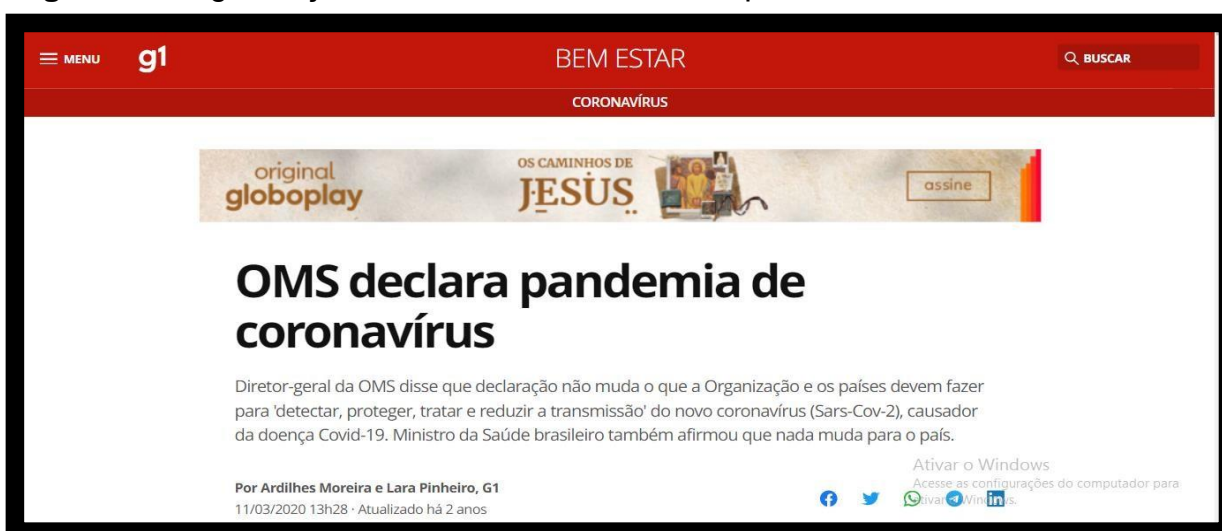 MENU g1 BEM ESTAR BUSCAR
CORONAVÍRUS
original
globoplay
OS CAMINHOS DE
JESUS
assine
OMS declara pandemia de
coronavírus
Diretor-geral da OMS disse que declaração não muda o que a Organização e os países devem fazer
para 'detectar, proteger, tratar e reduzir a transmissão' do novo coronavírus (Sars-Cov-2), causador
da doença Covid-19. Ministro da Saúde brasileiro também afirmou que nada muda para o país.
Por Ardilhes Moreira e Lara Pinheiro, G1
11/03/2020 13h28 · Atualizado há 2 anos
Ativar o Windows
Acesse as configurações do computador para
ativar o Windows.